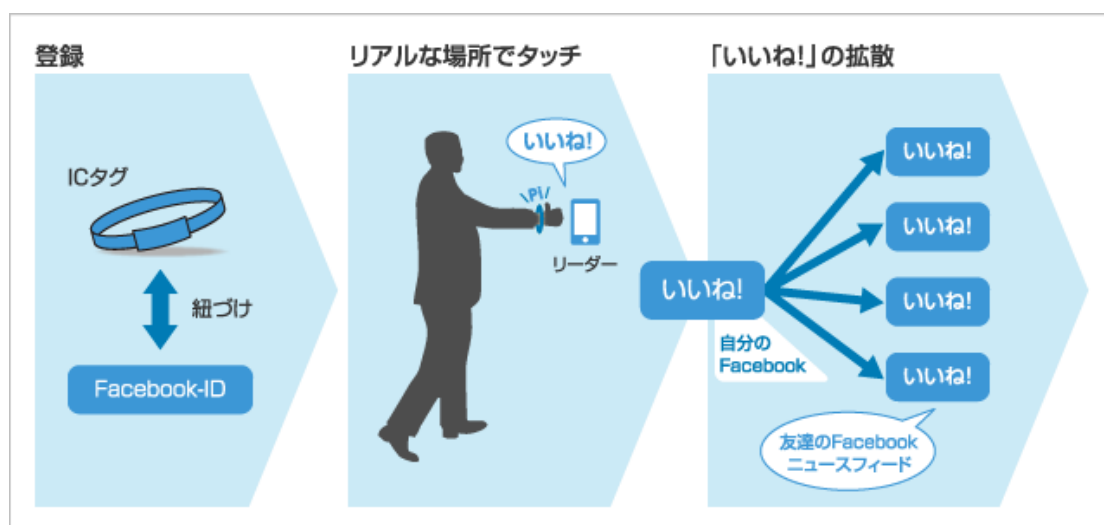 登録
ICタグ
紐づけ
Facebook-ID
リアルな場所でタッチ
いいね!
\Pi/
リーダー
「いいね!」の拡散
いいね!
自分の
Facebook
いいね!
いいね!
いいね!
いいね!
友達のFacebook
ニュースフィード